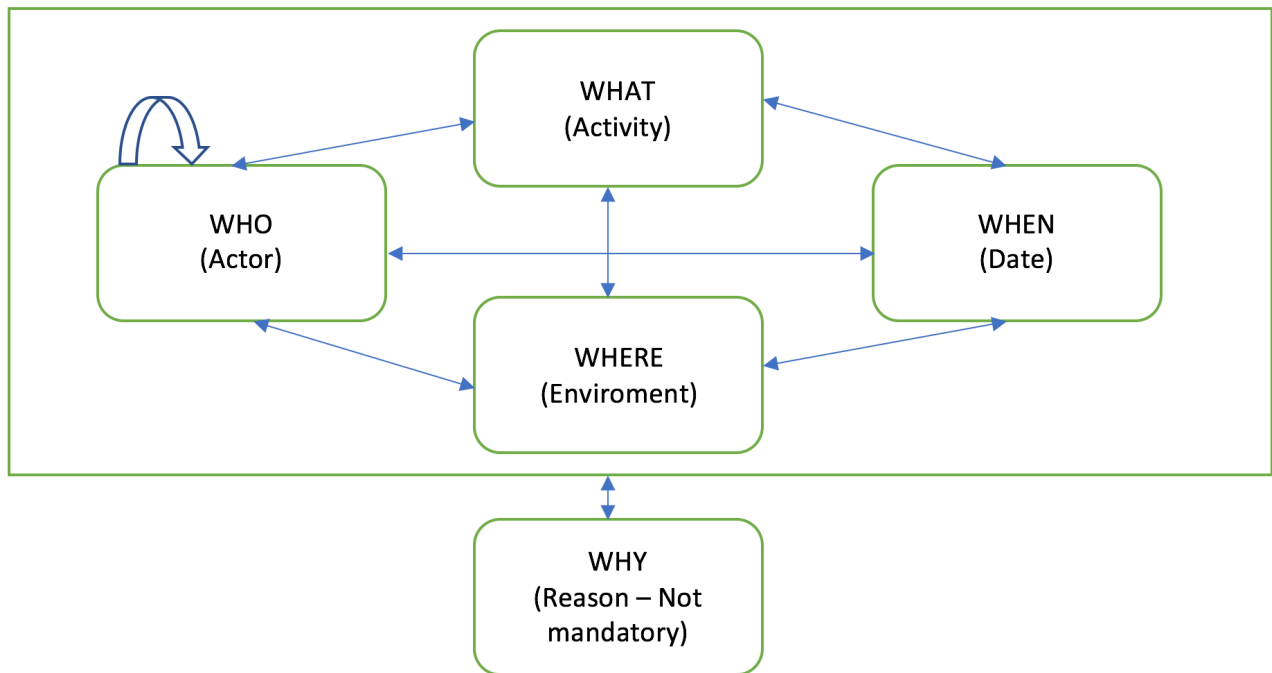 WHAT
(Activity)
WHO
(Actor)
WHEN
(Date)
WHERE
(Enviroment)
WHY
(Reason – Not
mandatory)